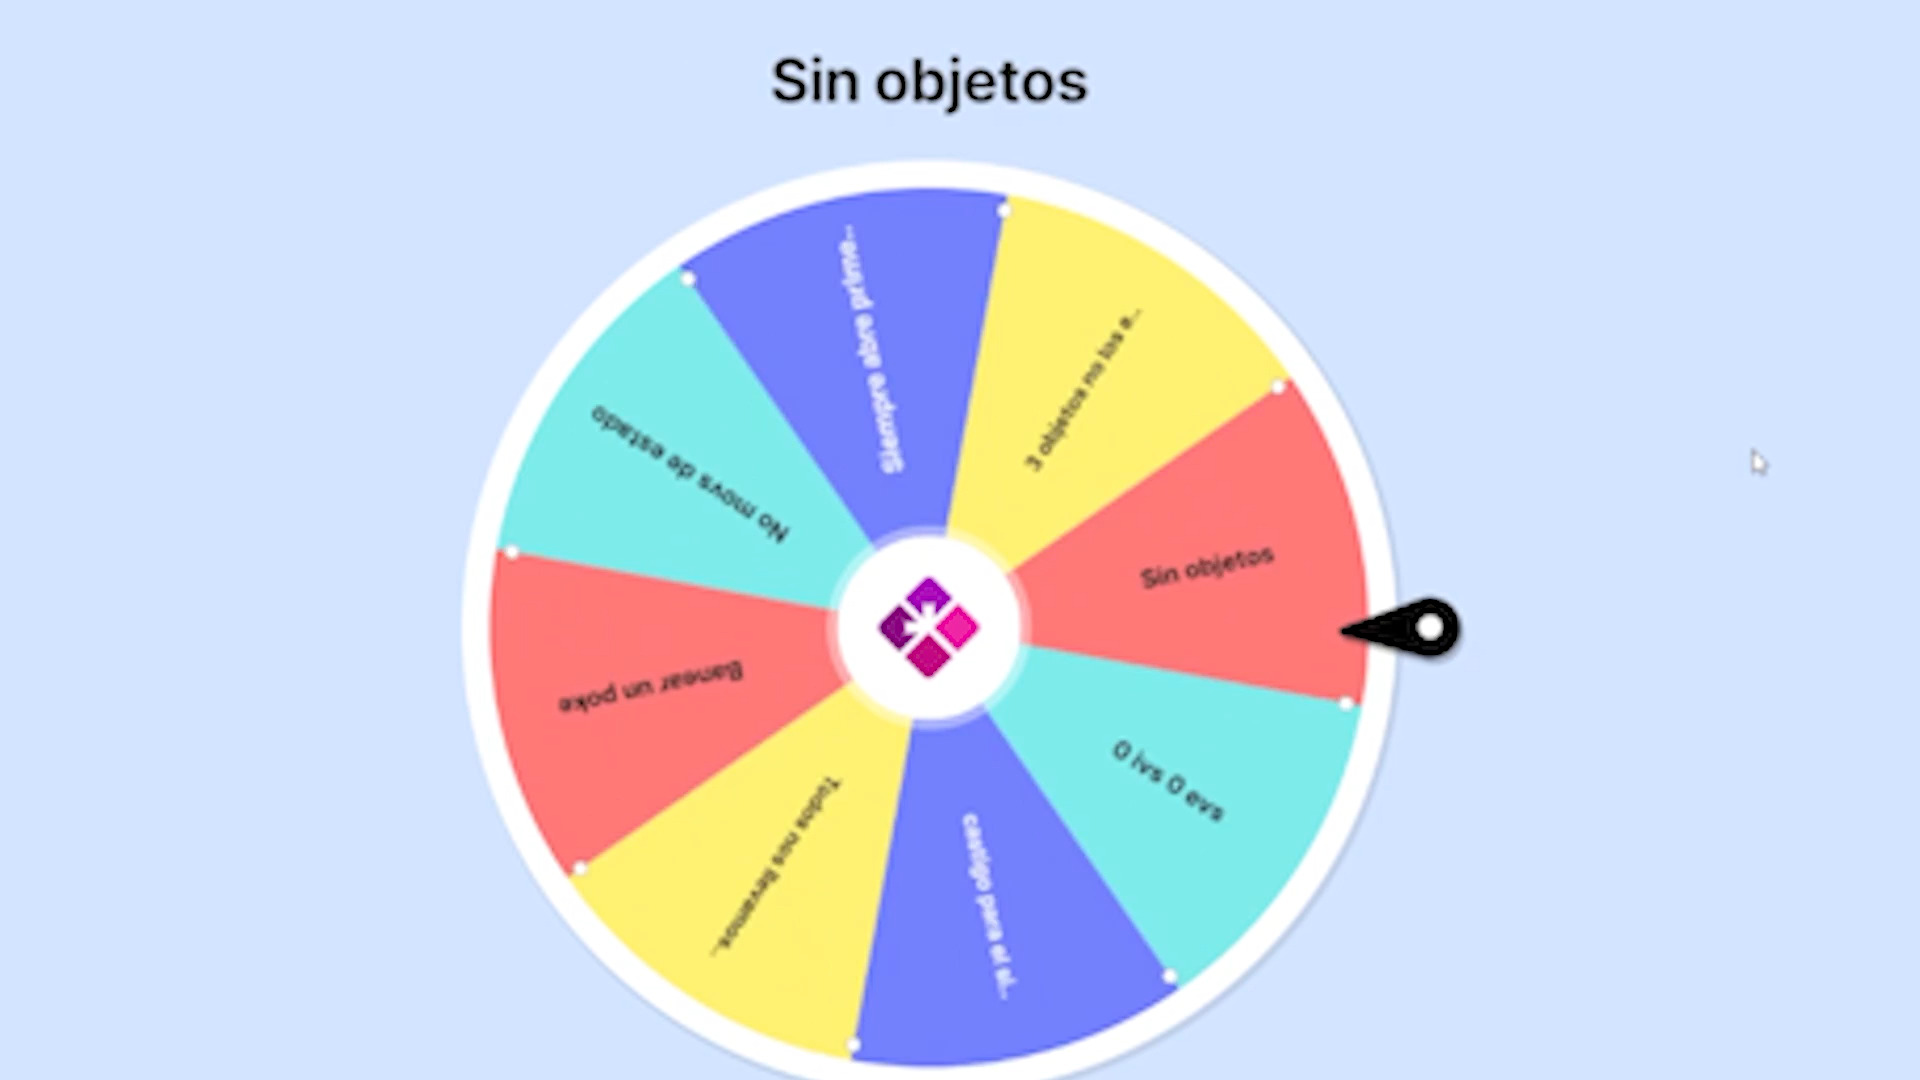 Sin objetos
Siempre abre prime..
3 objetos no los a..
Sin objetos
0 ivs 0 evs
castigo para el si..
Todos nos llevamos..
Banear un poke
No movs de estado